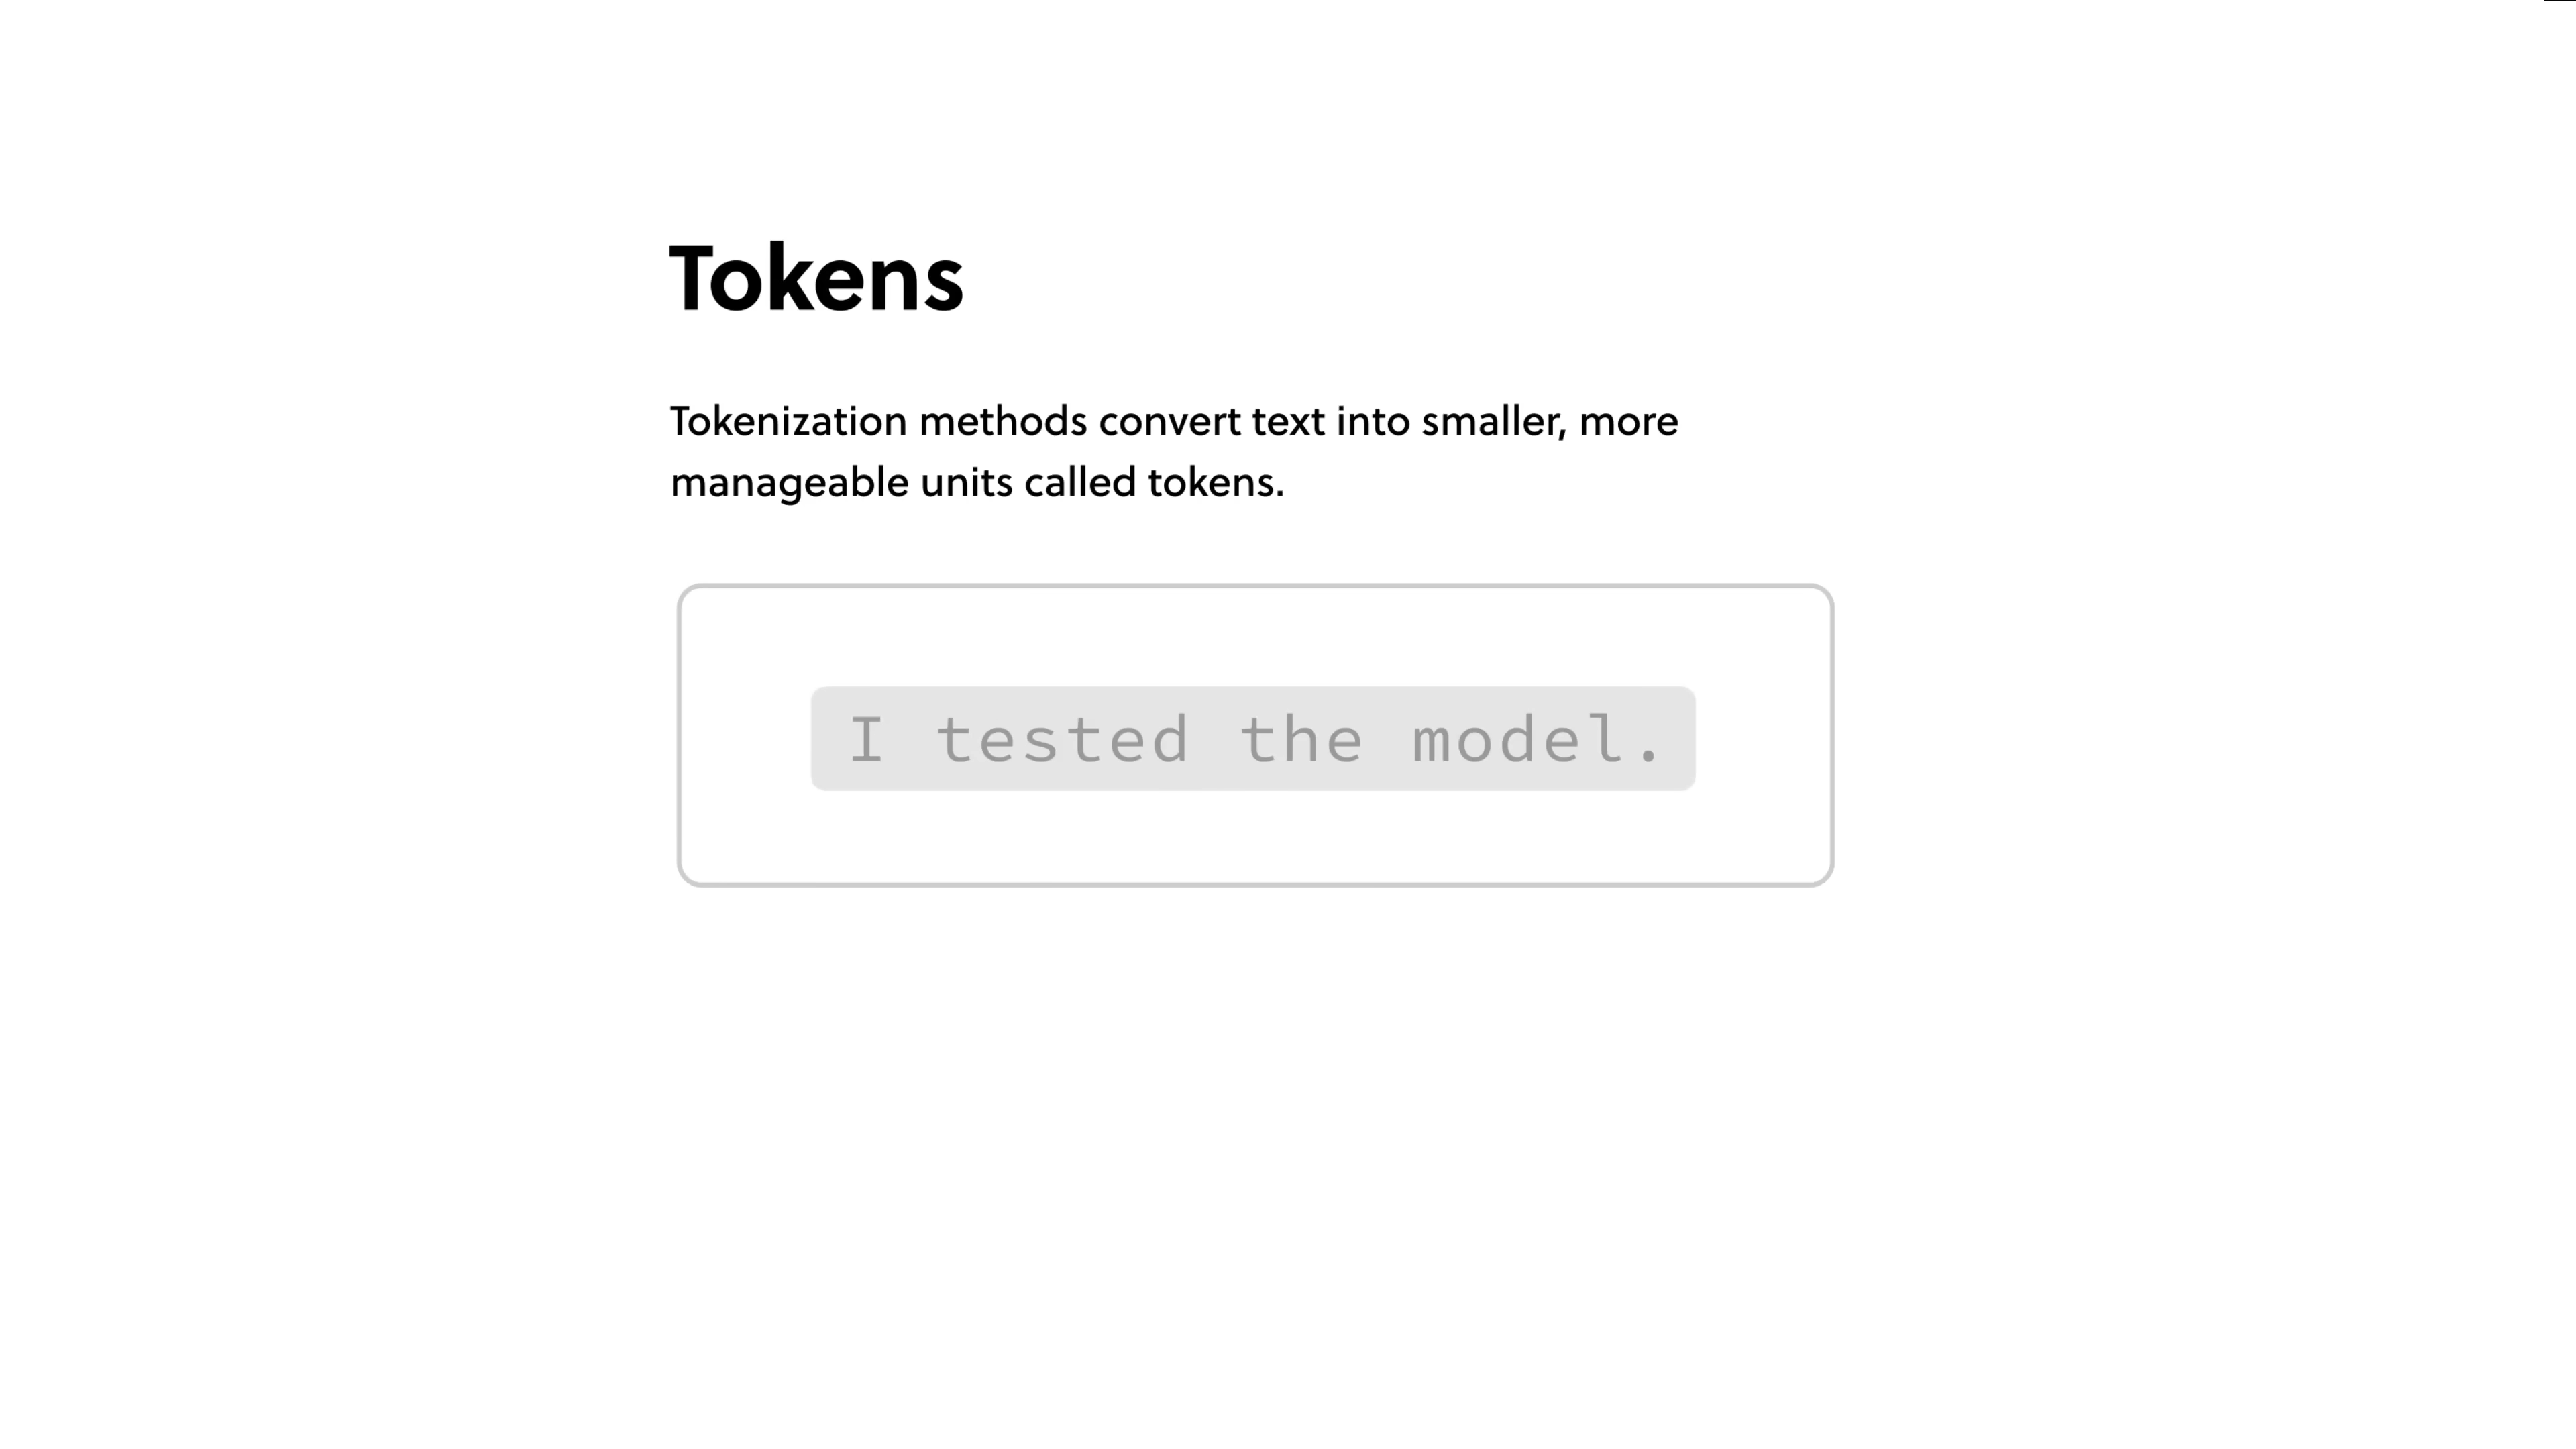 Tokens
Tokenization methods convert text into smaller, more
manageable units called tokens.
I tested the model.